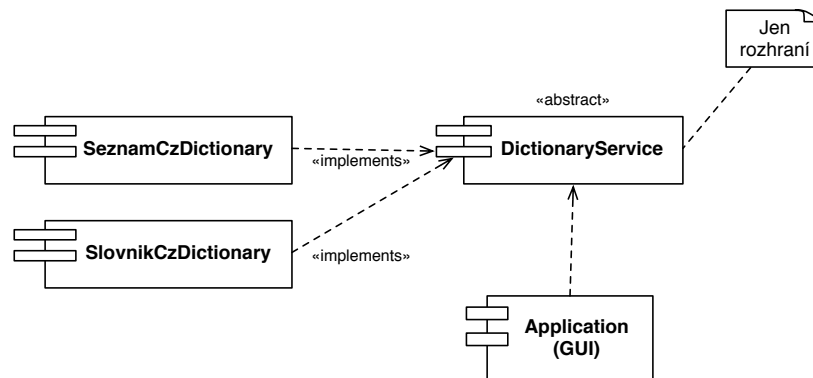 Jen
rozhraní
«abstract»
SeznamCzDictionary
«implements»
DictionaryService
SlovnikCzDictionary
«implements»
Application
(GUI)